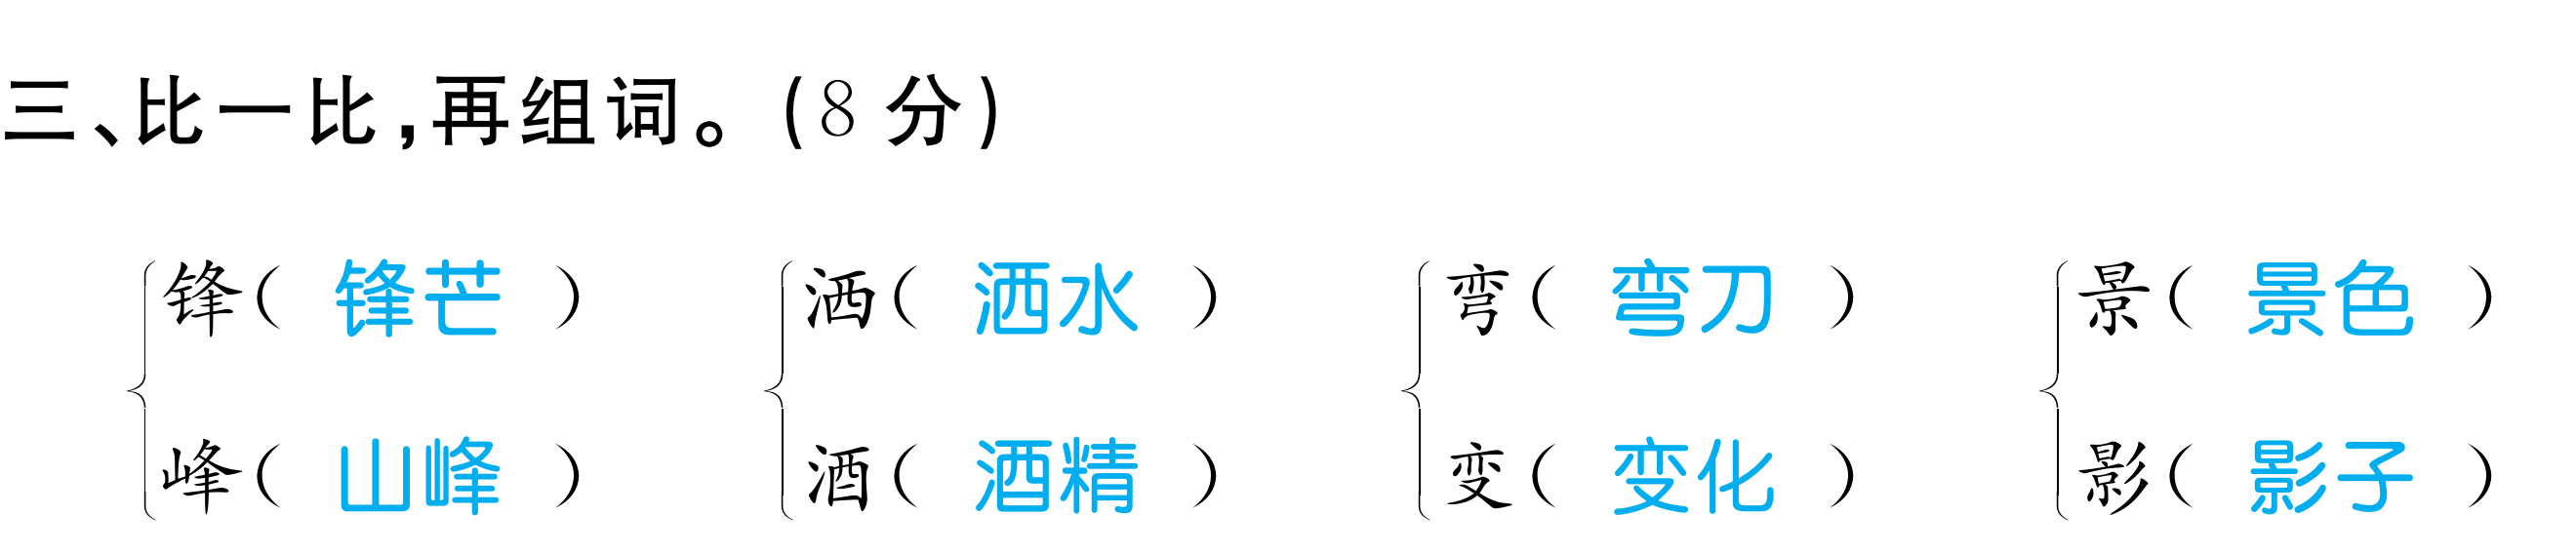 三、比一比,再组词。(8 分)
锋( 锋芒 ) 洒( 洒水 ) 弯( 弯刀 ) 景( 景色 )
峰( 山峰 ) 酒( 酒精 ) 变( 变化 ) 影( 影子 )